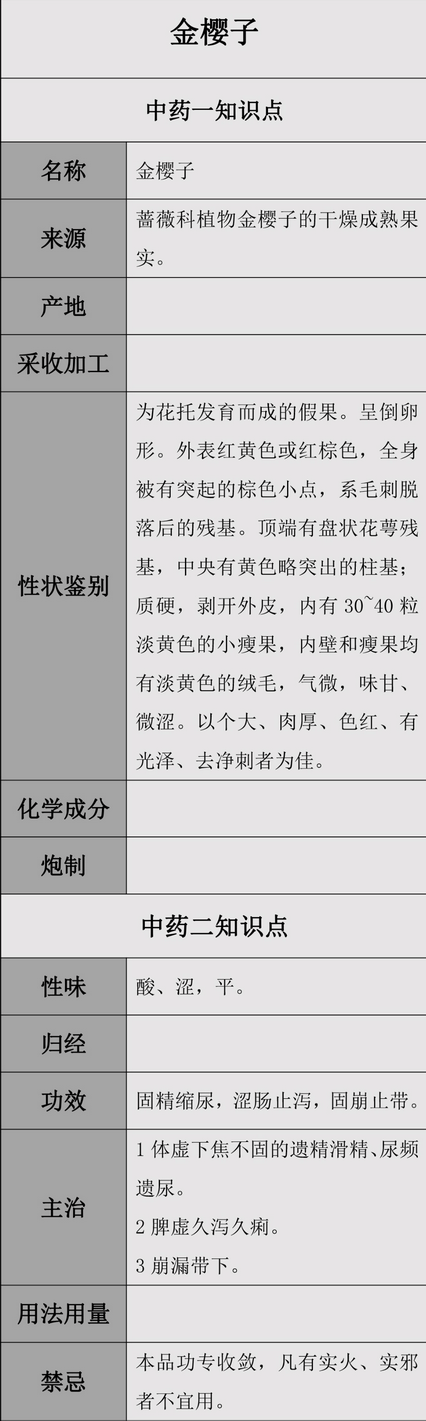 金樱子
中药一知识点
名称
金樱子
来源
蔷薇科植物金樱子的干燥成熟果
实。
产地
采收加工
性状鉴别
为花托发育而成的假果。呈倒卵
形。外表红黄色或红棕色，全身
被有突起的棕色小点，系毛刺脱
落后的残基。顶端有盘状花萼残
基，中央有黄色略突出的柱基；
质硬，剥开外皮，内有 30~40 粒
淡黄色的小瘦果，内壁和瘦果均
有淡黄色的绒毛，气微，味甘、
微涩。以个大、肉厚、色红、有
光泽、去净刺者为佳。
化学成分
炮制
中药二知识点
性味
酸、涩，平。
归经
功效
固精缩尿，涩肠止泻，固崩止带。
主治
1 体虚下焦不固的遗精滑精、尿频
遗尿。
2 脾虚久泻久痢。
3 崩漏带下。
用法用量
禁忌
本品功专收敛，凡有实火、实邪
者不宜用。